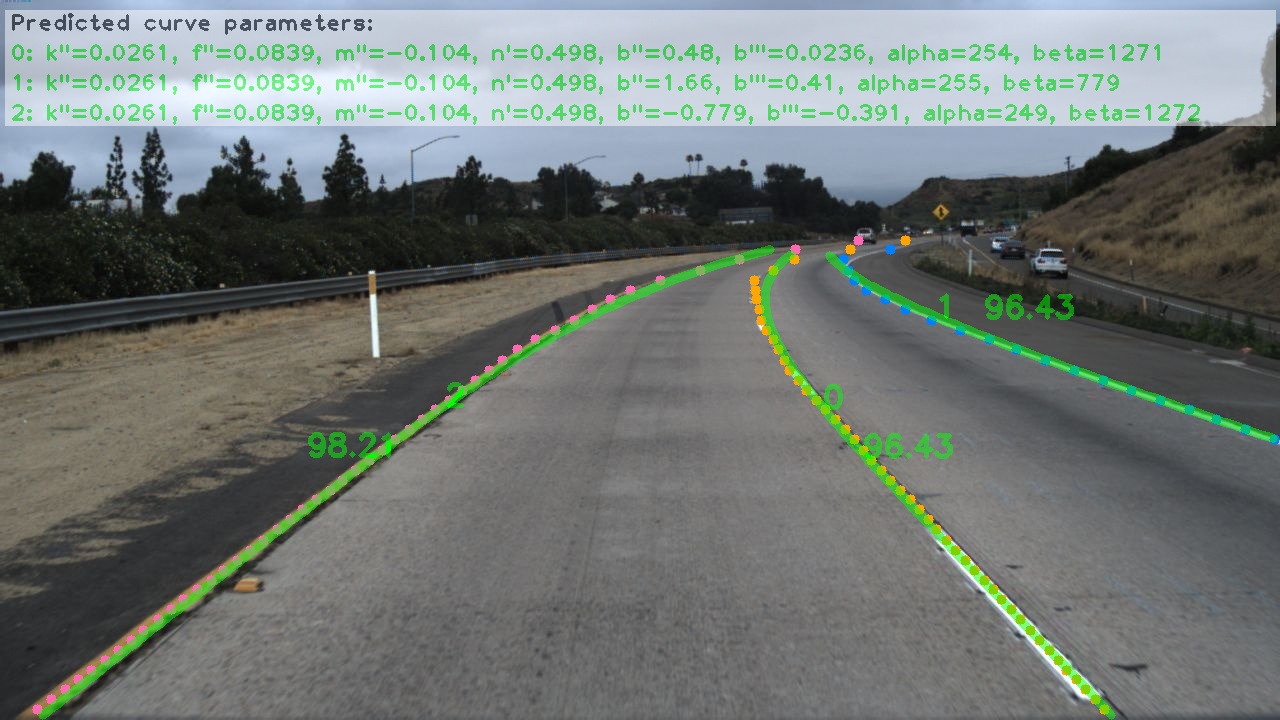 Predicted curve parameters:
0: k''=0.0261, f''=0.0839, m''=-0.104, n'=0.498, b''=0.48, b'''=0.0236, alpha=254, beta=1271
1: k''=0.0261, f''=0.0839, m''=-0.104, n'=0.498, b''=1.66, b'''=0.41, alpha=255, beta=779
2: k''=0.0261, f''=0.0839, m''=-0.104, n'=0.498, b''=-0.779, b'''=-0.391, alpha=249, beta=1272
1 96.43
2 0
98.21 96.43